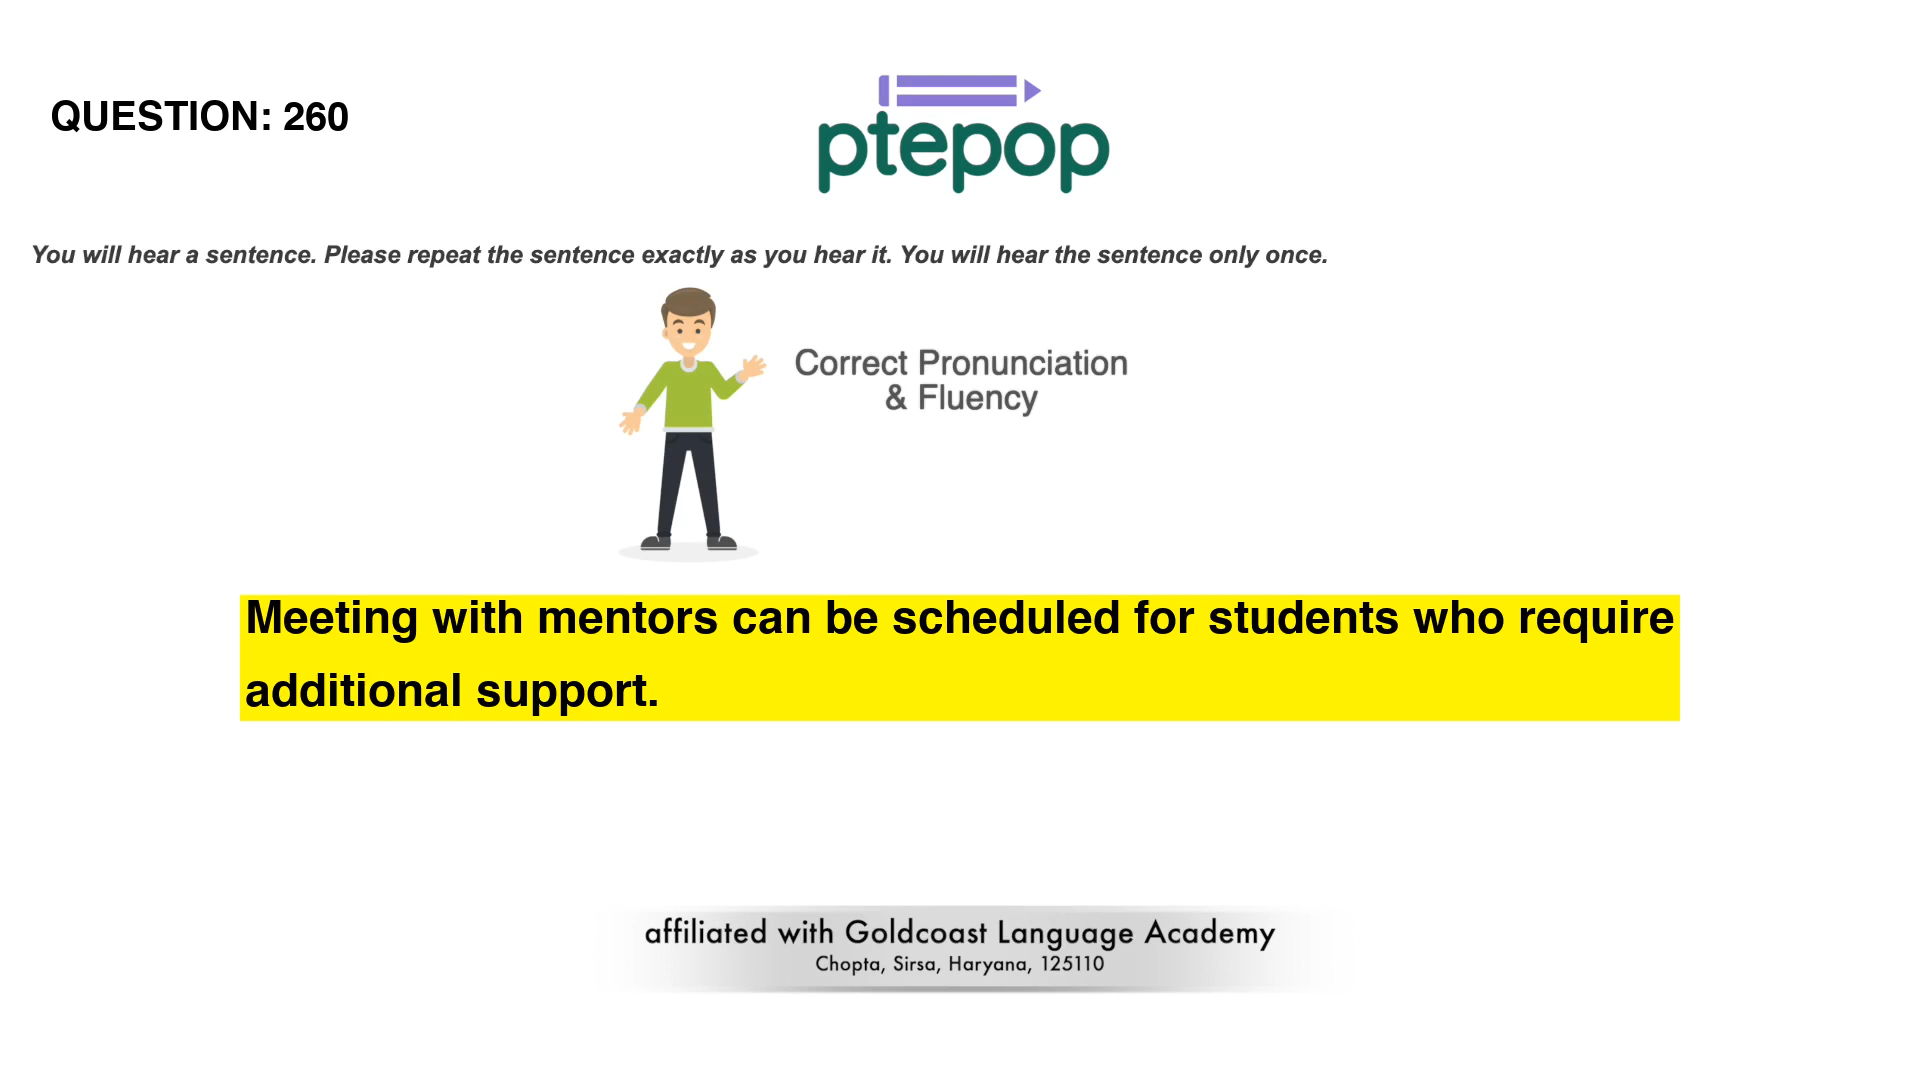 QUESTION: 260
ptepop
You will hear a sentence. Please repeat the sentence exactly as you hear it. You will hear the sentence only once.
Correct Pronunciation
& Fluency
Meeting with mentors can be scheduled for students who require
additional support.
affiliated with Goldcoast Language Academy
Chopta, Sirsa, Haryana, 125110